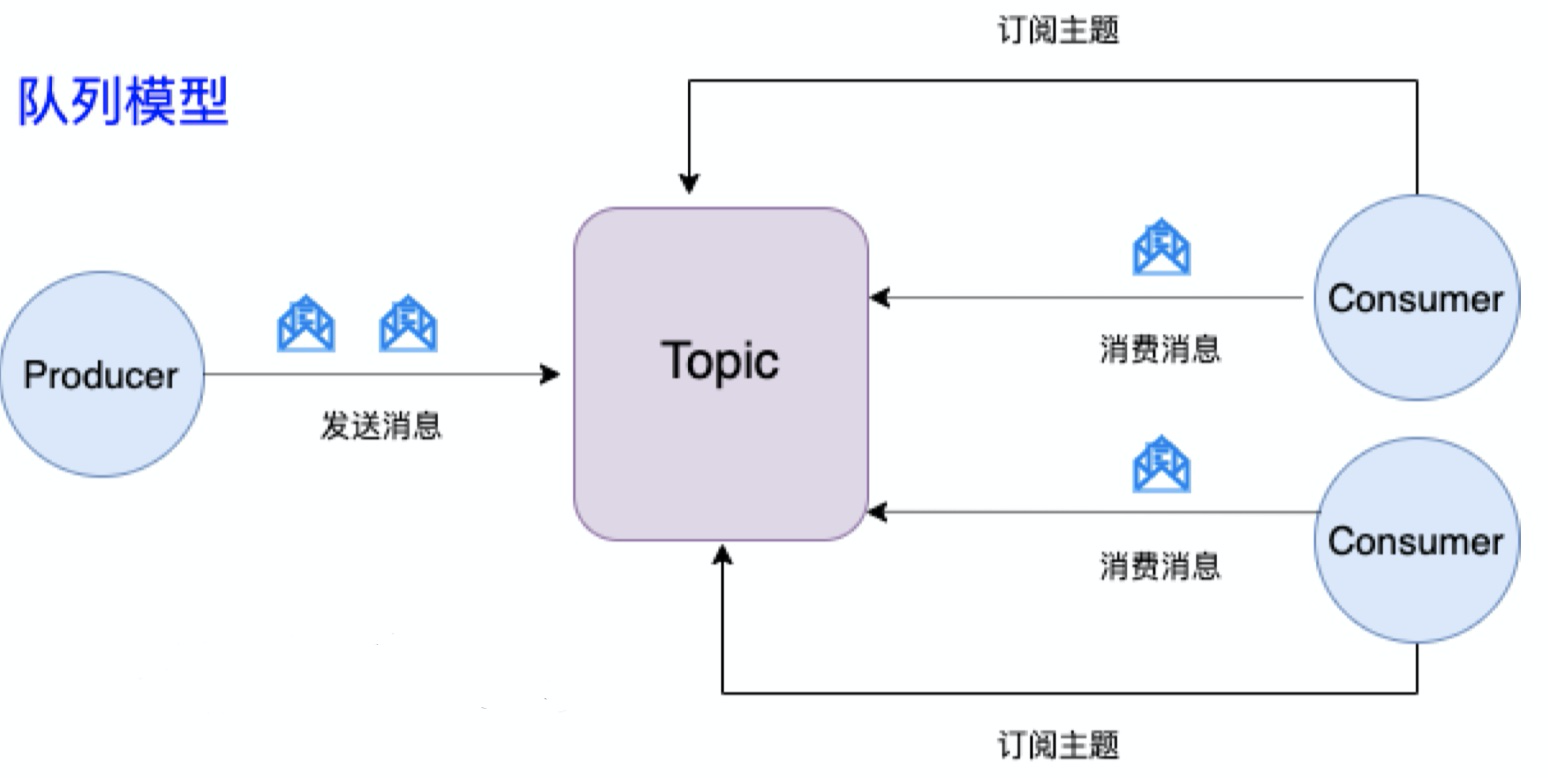 订阅主题
队列模型
Producer
发送消息
Topic
消费消息
Consumer
消费消息
Consumer
订阅主题